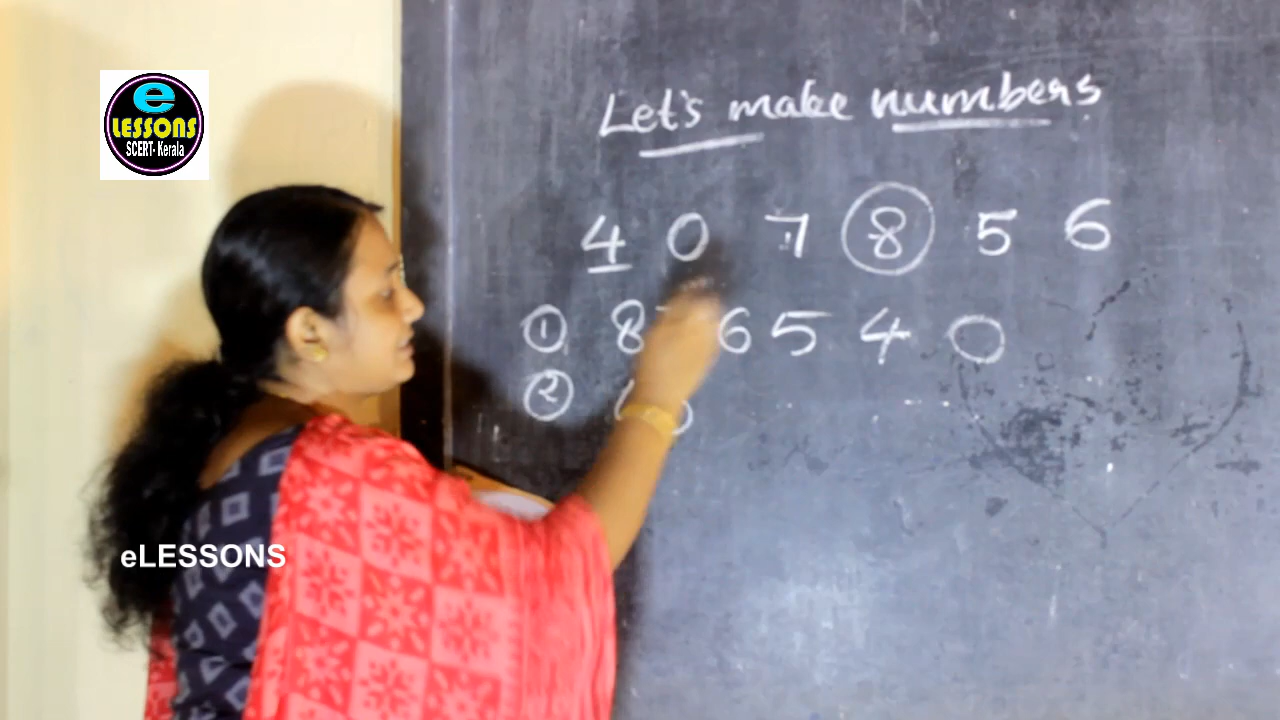 e
LESSONS
SCERT- Kerala
Let's make numbers
4 0 7 8 5 6
① 8 6 5 4 0
②
eLESSONS